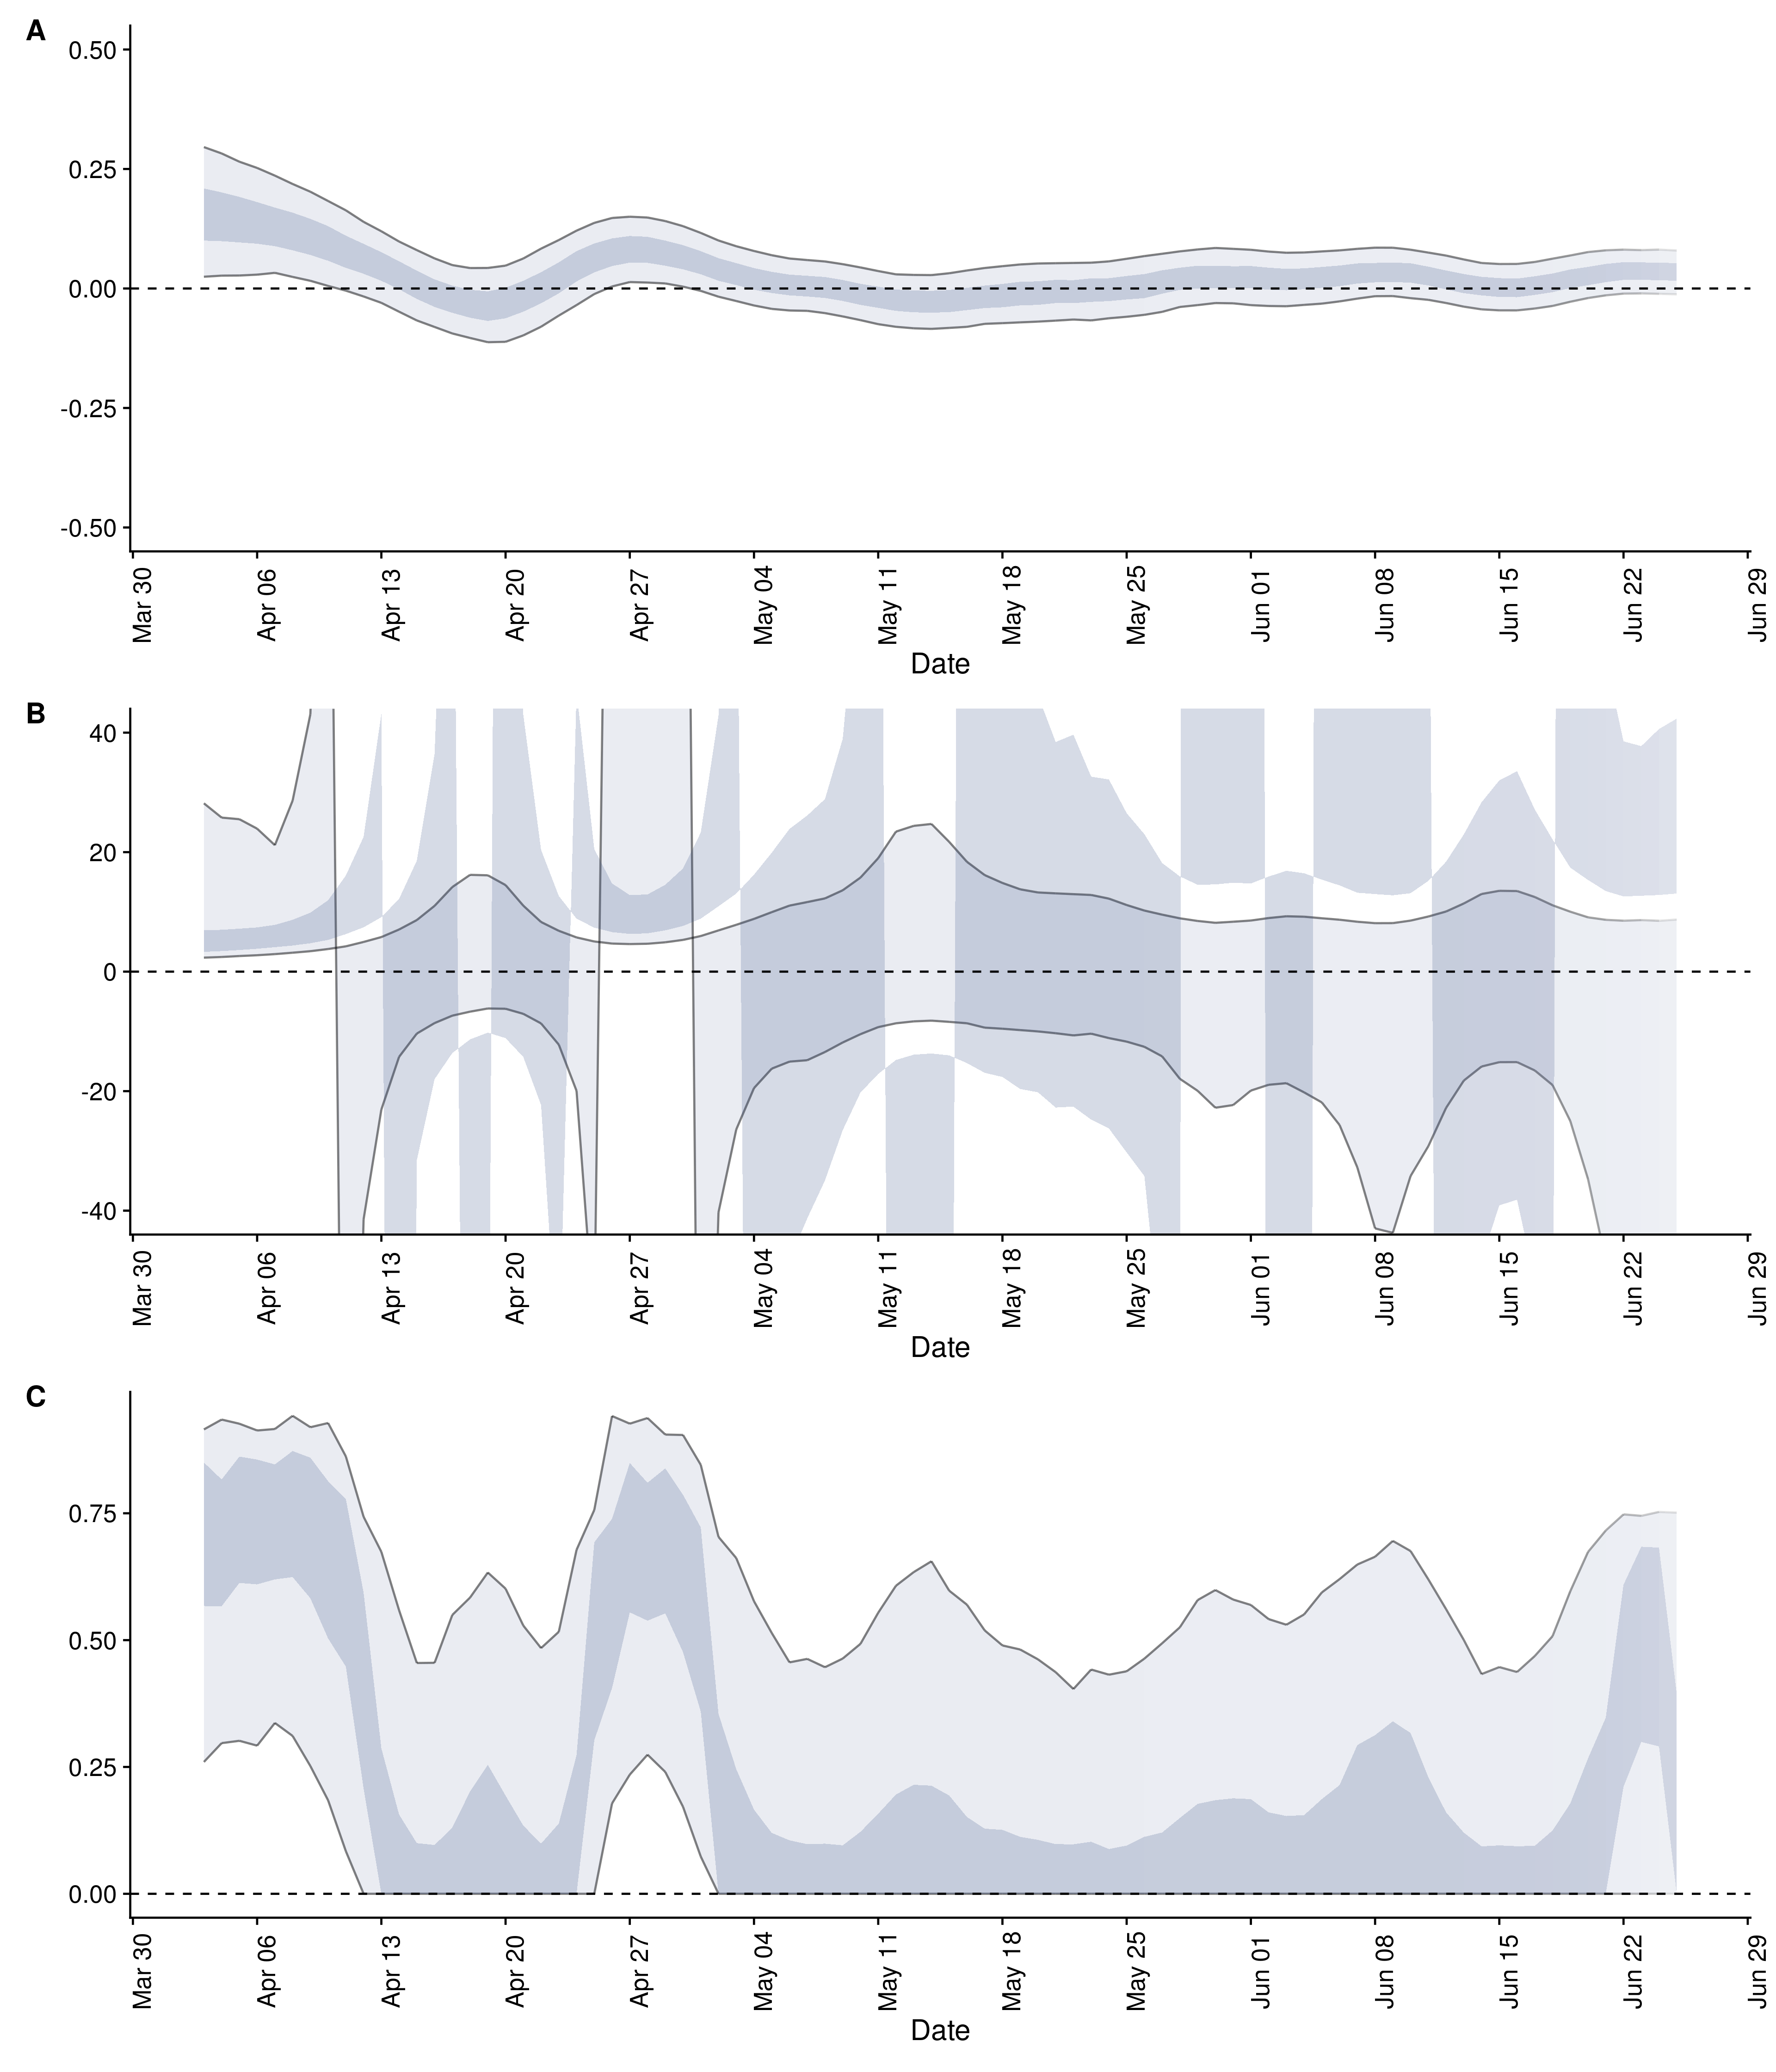 A
0.50
0.25
0.00
-0.25
-0.50
Mar 30
Apr 06
Apr 13
Apr 20
Apr 27
May 04
May 11
May 18
May 25
Jun 01
Jun 08
Jun 15
Jun 22
Jun 29
Date
B
40
20
0
-20
-40
Mar 30
Apr 06
Apr 13
Apr 20
Apr 27
May 04
May 11
May 18
May 25
Jun 01
Jun 08
Jun 15
Jun 22
Jun 29
Date
C
0.75
0.50
0.25
0.00
Mar 30
Apr 06
Apr 13
Apr 20
Apr 27
May 04
May 11
May 18
May 25
Jun 01
Jun 08
Jun 15
Jun 22
Jun 29
Date